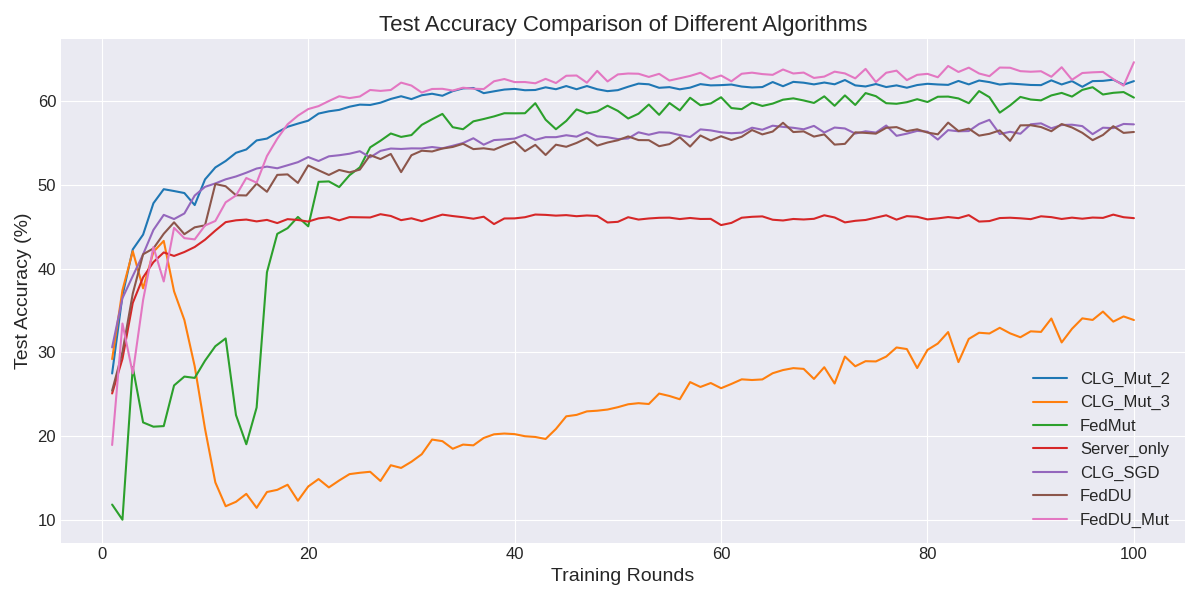 Test Accuracy Comparison of Different Algorithms
Test Accuracy (%)
60
50
40
30
20
10
0
20
40
60
80
100
Training Rounds
CLG_Mut_2
CLG_Mut_3
FedMut
Server_only
CLG_SGD
FedDU
FedDU_Mut